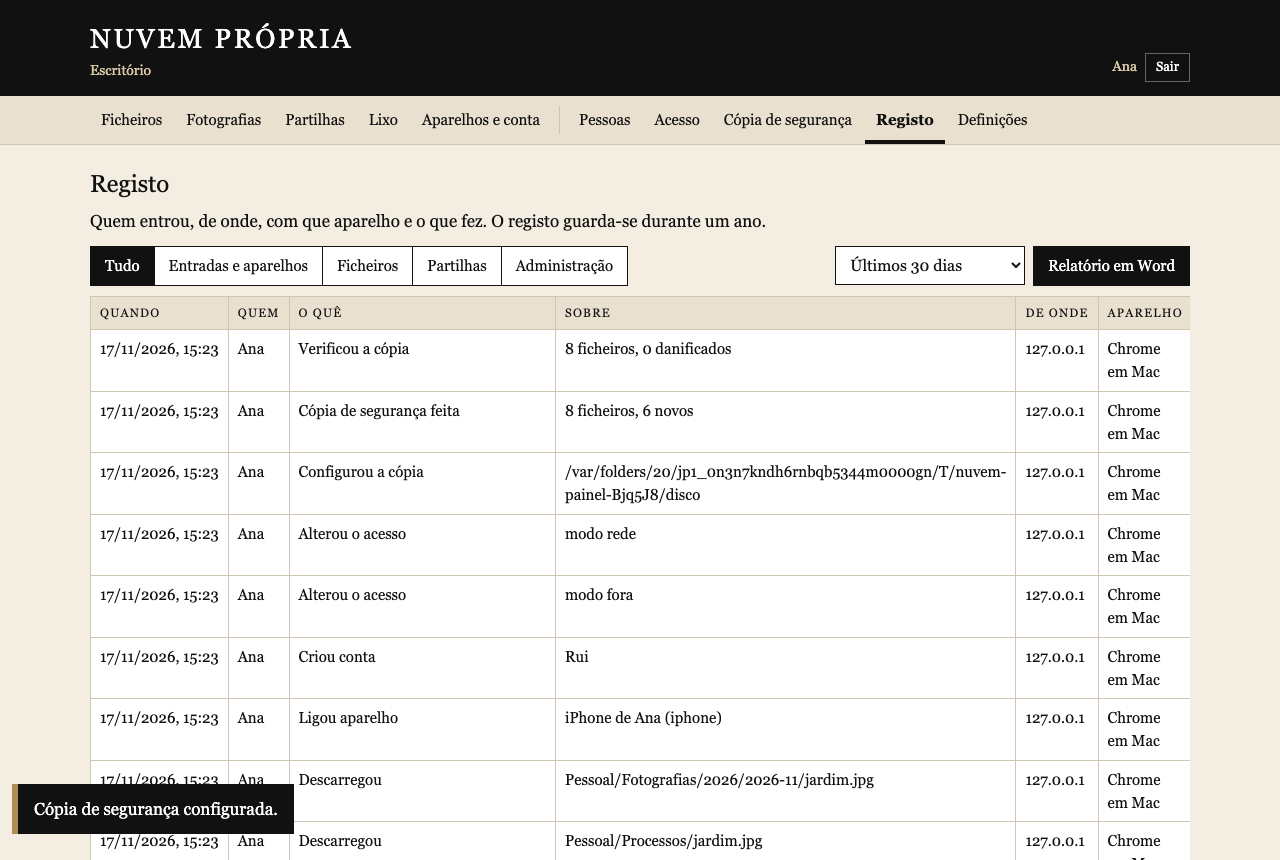 NUVEM PRÓPRIA
Escritório
Ana Sair
Ficheiros Fotografias Partilhas Lixo Aparelhos e conta Pessoas Acesso Cópia de segurança Registo Definições
Registo
Quem entrou, de onde, com que aparelho e o que fez. O registo guarda-se durante um ano.
Tudo Entradas e aparelhos Ficheiros Partilhas Administração Últimos 30 dias Relatório em Word
QUANDO QUEM O QUÊ SOBRE DE ONDE APARELHO
17/11/2026, 15:23 Ana Verificou a cópia 8 ficheiros, 0 danificados 127.0.0.1 Chrome
em Mac
17/11/2026, 15:23 Ana Cópia de segurança feita 8 ficheiros, 6 novos 127.0.0.1 Chrome
em Mac
17/11/2026, 15:23 Ana Configurou a cópia /var/folders/20/jp1_0n3n7kndh6rnbqb5344m0000gn/T/nuvem- 127.0.0.1 Chrome
painel-Bjq5J8/disco em Mac
17/11/2026, 15:23 Ana Alterou o acesso modo rede 127.0.0.1 Chrome
em Mac
17/11/2026, 15:23 Ana Alterou o acesso modo fora 127.0.0.1 Chrome
em Mac
17/11/2026, 15:23 Ana Criou conta Rui 127.0.0.1 Chrome
em Mac
17/11/2026, 15:23 Ana Ligou aparelho iPhone de Ana (iphone) 127.0.0.1 Chrome
em Mac
17/11/2026, 15:23 Ana Descarregou Pessoal/Fotografias/2026/2026-11/jardim.jpg 127.0.0.1 Chrome
em Mac
Cópia de segurança configurada.
17/11/2026, 15:23 Ana Descarregou Pessoal/Processos/jardim.jpg 127.0.0.1 Chrome